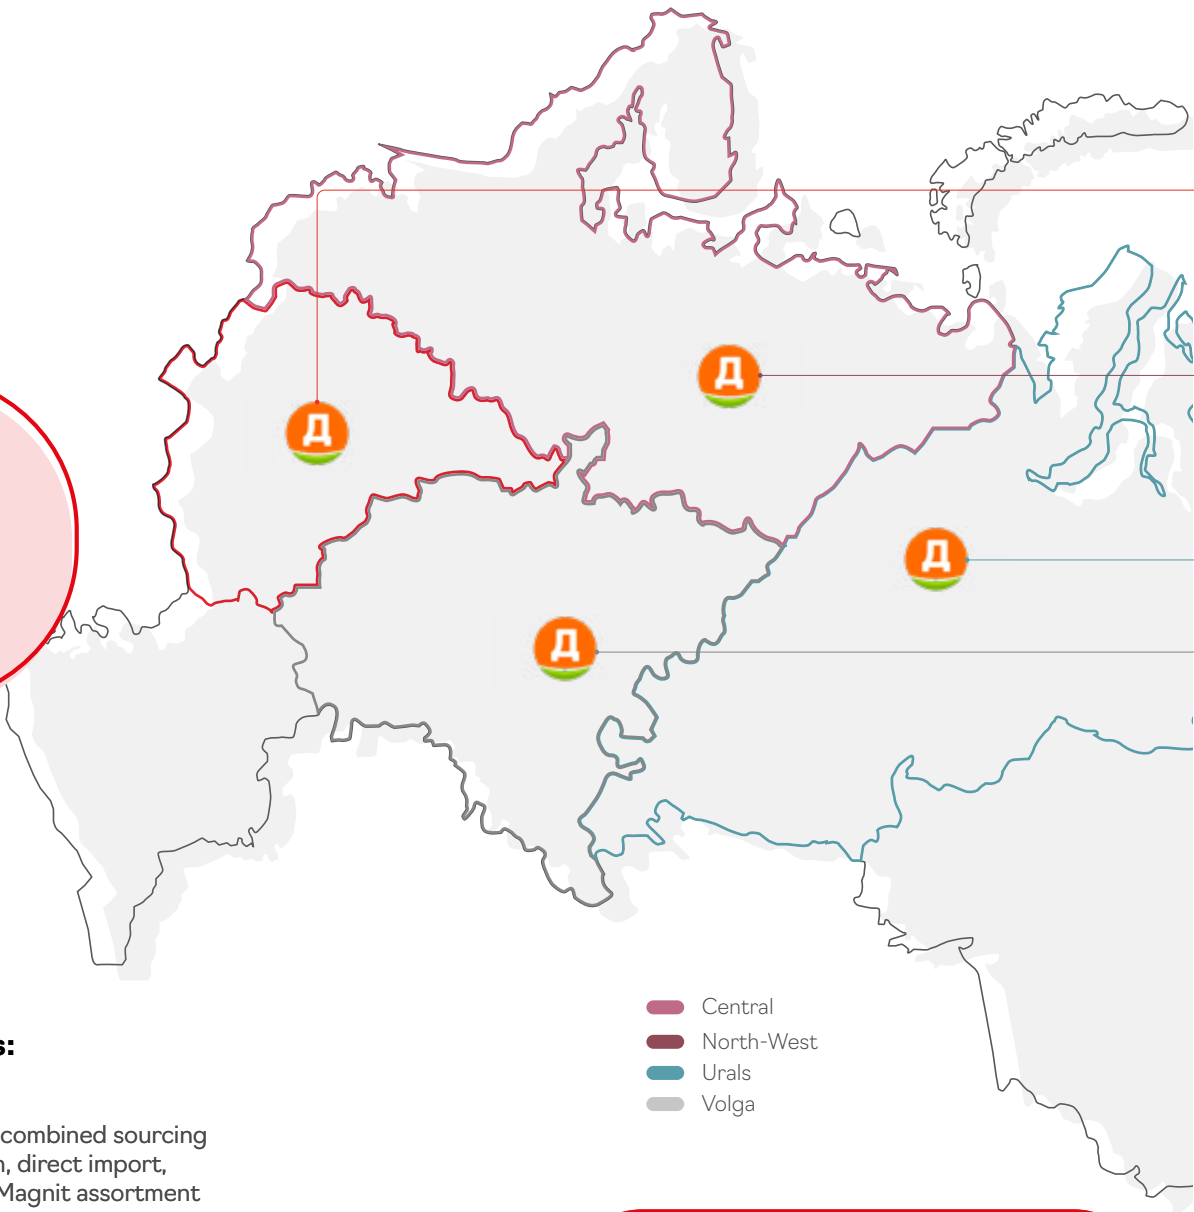 Д
Д
Д
Д
Central
North-West
Urals
Volga
s:
combined sourcing
n, direct import,
Magnit assortment